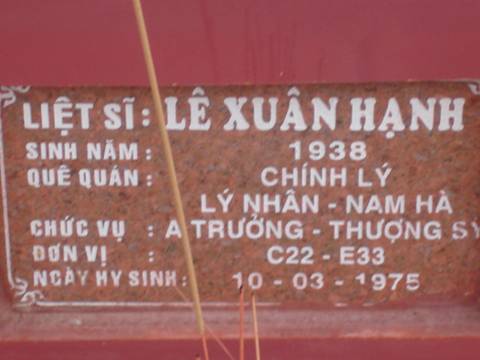 LIỆT SĨ: LÊ XUÂN HẠNH
SINH NĂM: 1938
QUÊ QUÁN: CHÍNH LÝ
LÝ NHÂN - NAM HÀ
CHỨC VỤ : A TRƯỞNG - THƯỢNG SỸ
ĐƠN VỊ : C22 - E33
NGÀY HY SINH: 10 - 03 - 1975